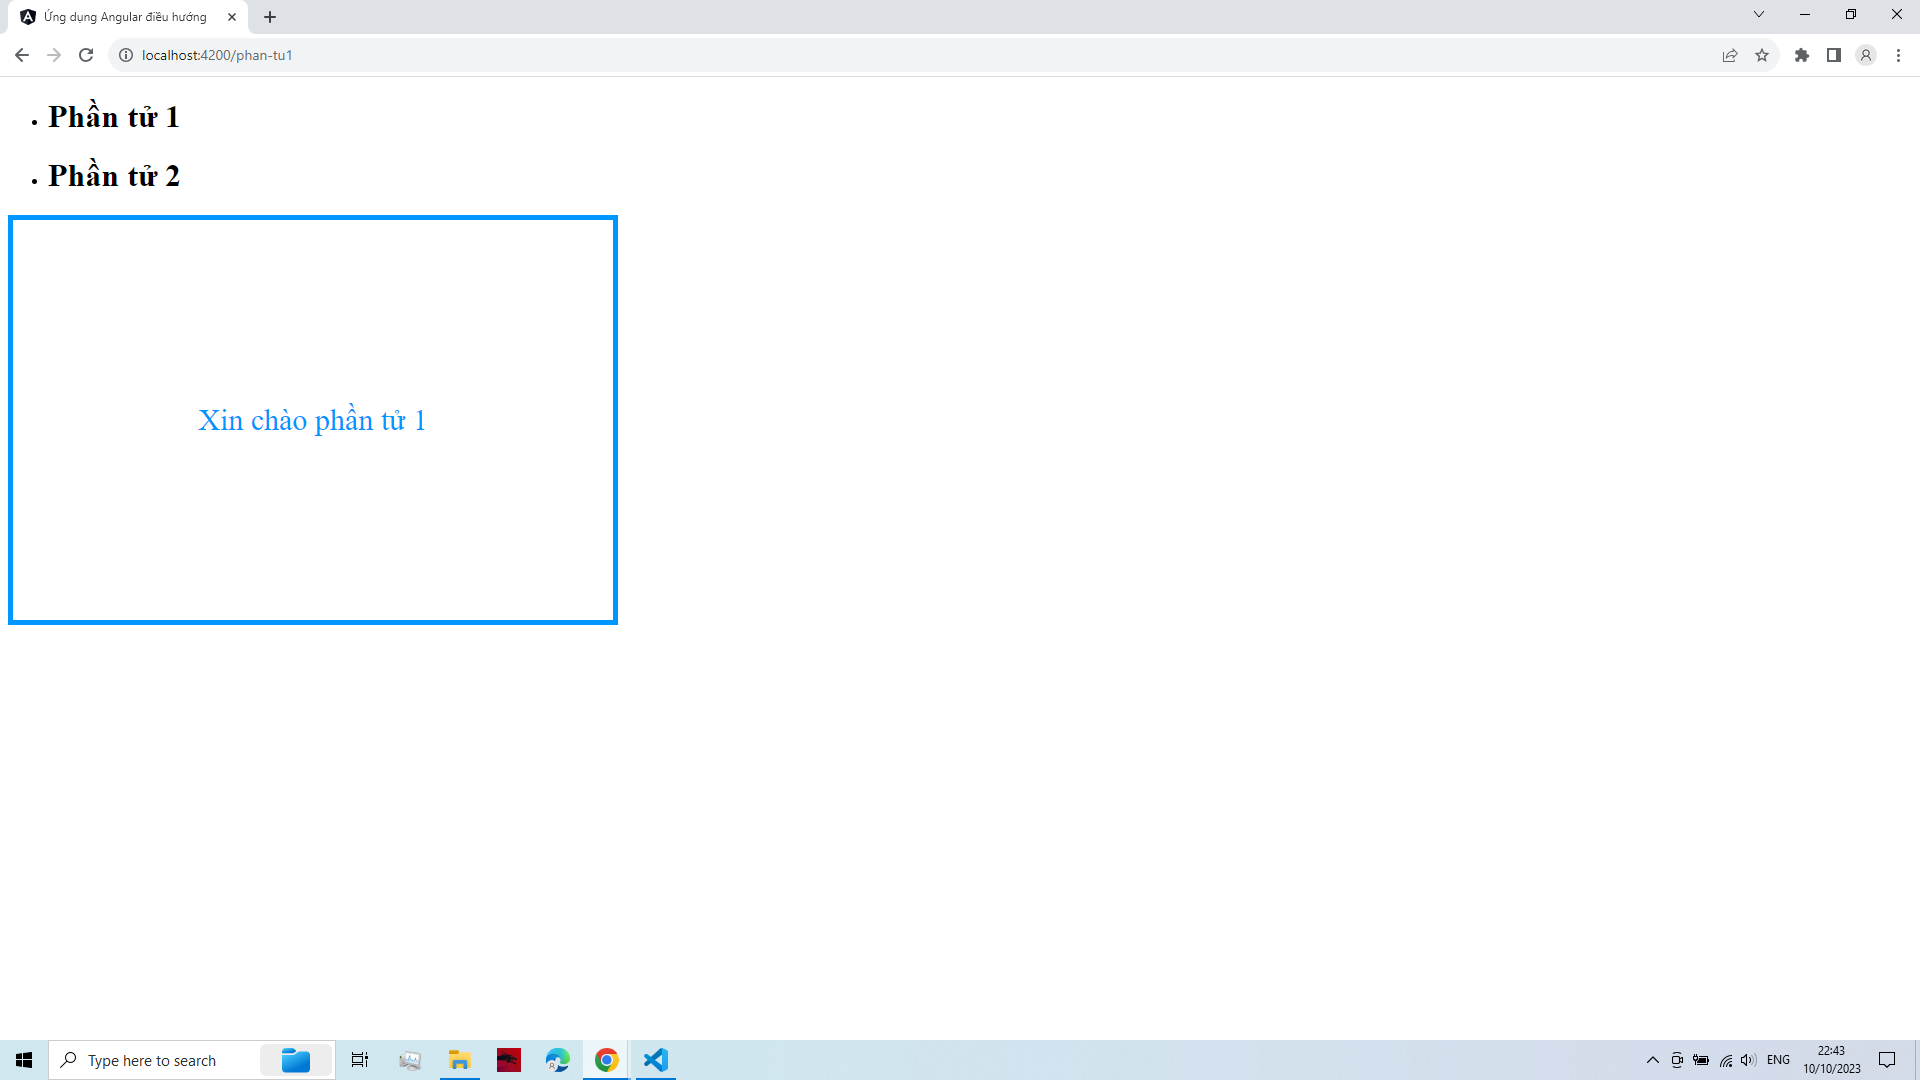 Ứng dụng Angular điều hướng
localhost:4200/phan-tu1
Phần tử 1
Phần tử 2
Xin chào phần tử 1
Type here to search
ENG
22:43
10/10/2023